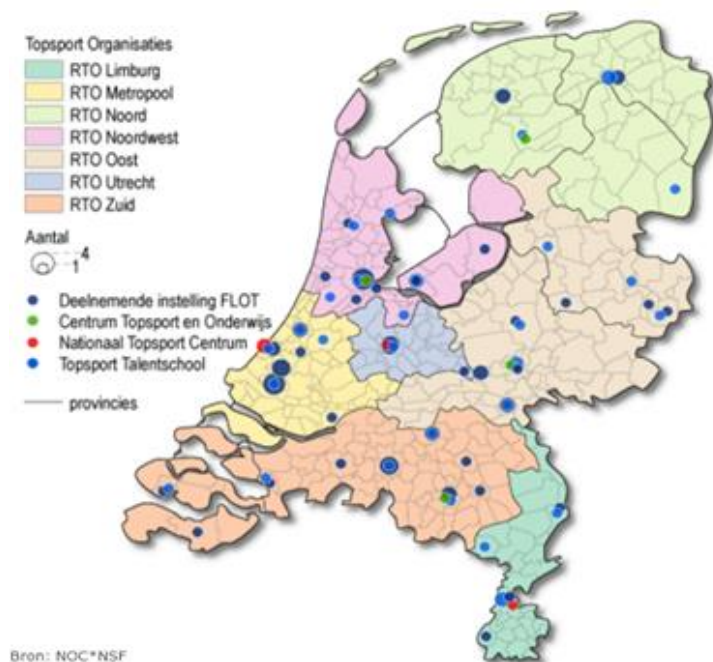 Topsport Organisaties
RTO Limburg
RTO Metropool
RTO Noord
RTO Noordwest
RTO Oost
RTO Utrecht
RTO Zuid
Aantal
4
1
Deelnemende instelling FLOT
Centrum Topsport en Onderwijs
Nationaal Topsport Centrum
Topsport Talentschool
provincies
Bron: NOC*NSF